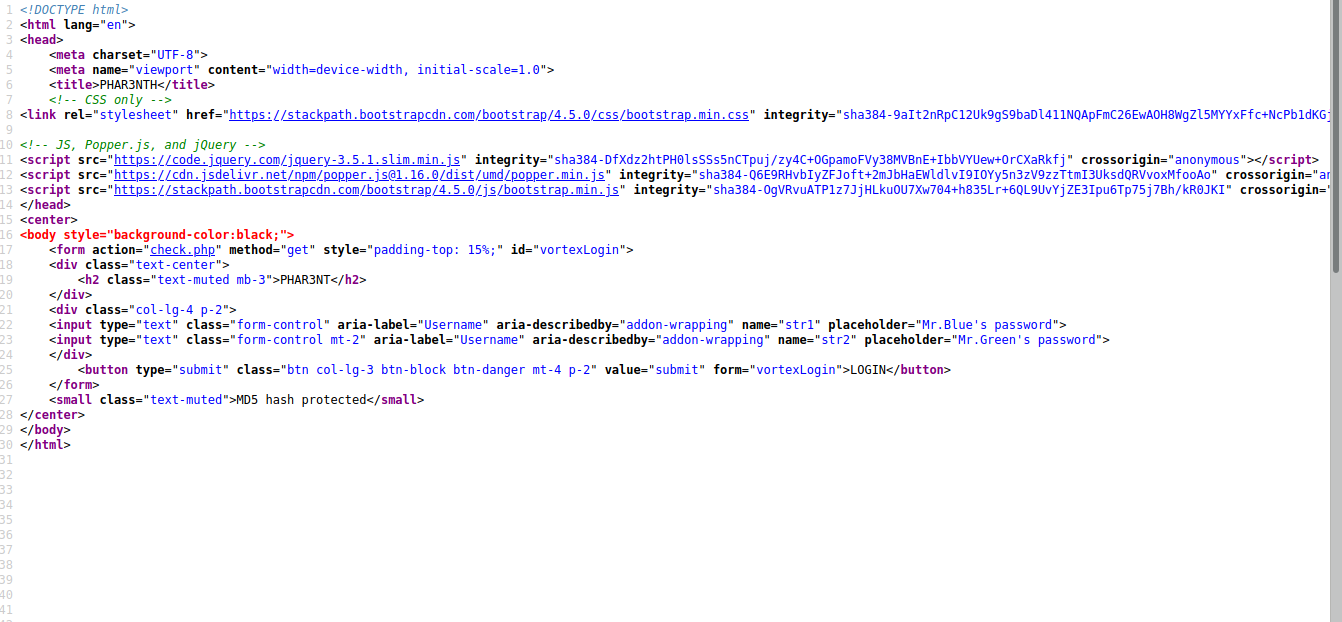 1 <!DOCTYPE html>
2 <html lang="en">
3 <head>
4     <meta charset="UTF-8">
5     <meta name="viewport" content="width=device-width, initial-scale=1.0">
6     <title>PHAR3NTH</title>
7     <!-- CSS only -->
8 <link rel="stylesheet" href="https://stackpath.bootstrapcdn.com/bootstrap/4.5.0/css/bootstrap.min.css" integrity="sha384-9aIt2nRpC12Uk9gS9baDl411NQApFmC26EwAOH8WgZl5MYYxFfc+NcPb1dKGj
9
10 <!-- JS, Popper.js, and jQuery -->
11 <script src="https://code.jquery.com/jquery-3.5.1.slim.min.js" integrity="sha384-DfXdz2htPH0lsSSs5nCTpuj/zy4C+OGpamoFVy38MVBnE+IbbVYUew+OrCXaRkfj" crossorigin="anonymous"></script>
12 <script src="https://cdn.jsdelivr.net/npm/popper.js@1.16.0/dist/umd/popper.min.js" integrity="sha384-Q6E9RHvbIyZFJoft+2mJbHaEWldlvI9IOYy5n3zV9zzTtmI3UksdQRVvoxMfooAo" crossorigin="an
13 <script src="https://stackpath.bootstrapcdn.com/bootstrap/4.5.0/js/bootstrap.min.js" integrity="sha384-OgVRvuATP1z7JjHLkuOU7Xw704+h835Lr+6QL9UvYjZE3Ipu6Tp75j7Bh/kR0JKI" crossorigin="
14 </head>
15 <center>
16 <body style="background-color:black;">
17     <form action="check.php" method="get" style="padding-top: 15%;" id="vortexLogin">
18     <div class="text-center">
19         <h2 class="text-muted mb-3">PHAR3NT</h2>
20     </div>
21     <div class="col-lg-4 p-2">
22     <input type="text" class="form-control" aria-label="Username" aria-describedby="addon-wrapping" name="str1" placeholder="Mr.Blue's password">
23     <input type="text" class="form-control mt-2" aria-label="Username" aria-describedby="addon-wrapping" name="str2" placeholder="Mr.Green's password">
24     </div>
25         <button type="submit" class="btn col-lg-3 btn-block btn-danger mt-4 p-2" value="submit" form="vortexLogin">LOGIN</button>
26     </form>
27     <small class="text-muted">MD5 hash protected</small>
28 </center>
29 </body>
30 </html>
31
32
33
34
35
36
37
38
39
40
41